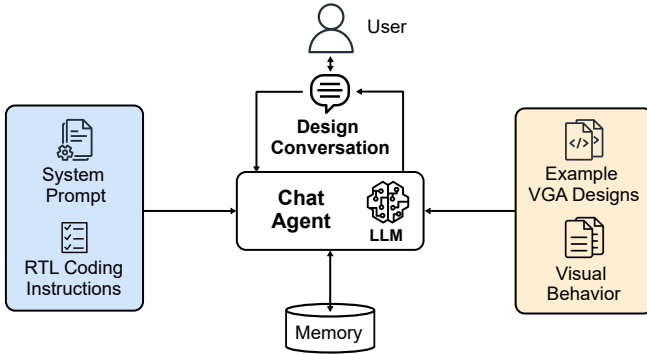 User
Design
Conversation
System
Prompt
RTL Coding
Instructions
Chat
Agent
LLM
</>
Example
VGA Designs
Visual
Behavior
Memory